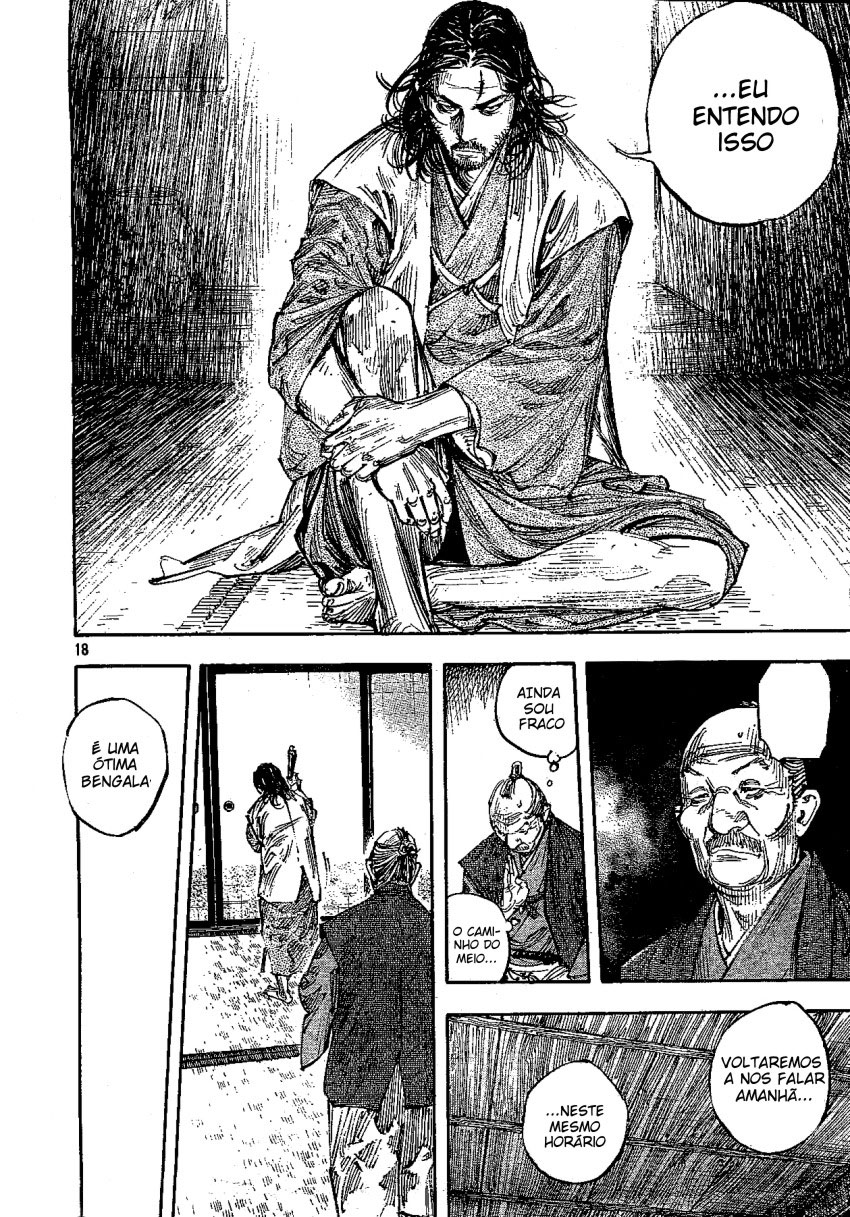 ...EU
ENTENDO
ISSO
18
AINDA
SOU
FRACO
O CAMI-
NHO DO
MEIO...
VOLTAREMOS
A NOS FALAR
AMANHÃ...
...NESTE
MESMO
HORÁRIO
É UMA
ÓTIMA
BENGALA